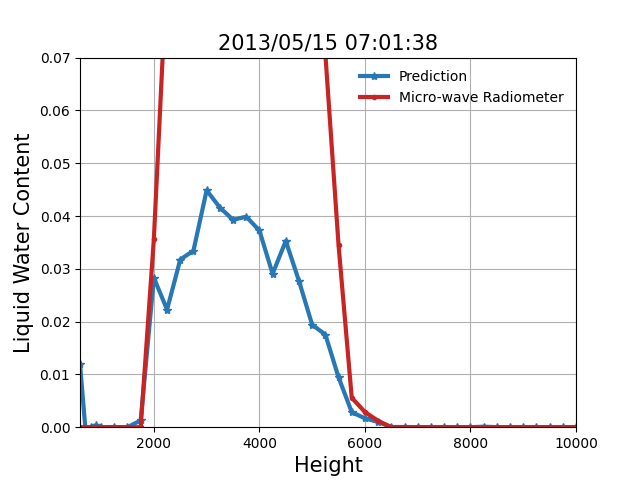 2013/05/15 07:01:38
Prediction
Micro-wave Radiometer
Liquid Water Content
0.07
0.06
0.05
0.04
0.03
0.02
0.01
0.00
2000 4000 6000 8000 10000
Height